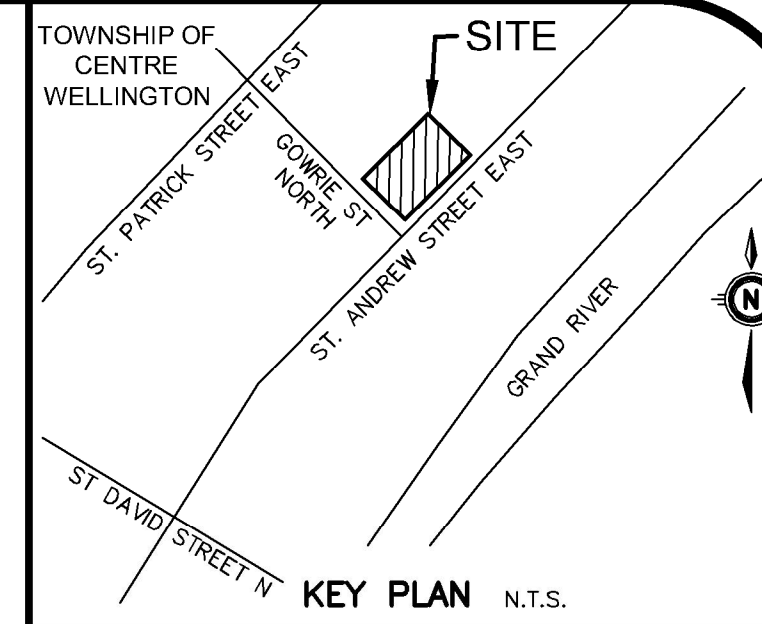 TOWNSHIP OF
CENTRE
WELLINGTON
SITE
ST. PATRICK STREET EAST
GOWRIE ST
NORTH
ST. ANDREW STREET EAST
GRAND RIVER
N
ST DAVID STREET N
KEY PLAN N.T.S.